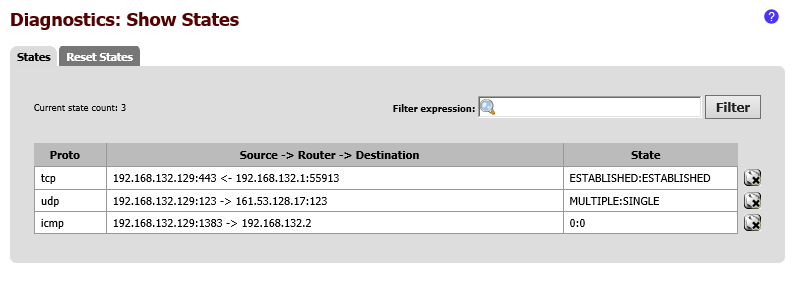 Diagnostics: Show States
?
States Reset States
Current state count: 3 Filter expression: Filter
Proto Source -> Router -> Destination State
tcp 192.168.132.129:443 <- 192.168.132.1:55913 ESTABLISHED:ESTABLISHED
udp 192.168.132.129:123 -> 161.53.128.17:123 MULTIPLE:SINGLE
icmp 192.168.132.129:1383 -> 192.168.132.2 0:0